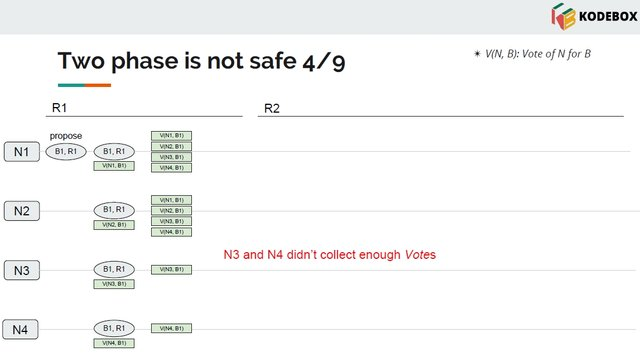 KODEBOX
Two phase is not safe 4/9
✴ V(N, B): Vote of N for B
R1
R2
propose
N1
B1, R1
B1, R1
V(N1, B1)
V(N1, B1)
V(N2, B1)
V(N3, B1)
V(N4, B1)
N2
B1, R1
V(N2, B1)
V(N1, B1)
V(N2, B1)
V(N3, B1)
V(N4, B1)
N3 and N4 didn't collect enough Votes
N3
B1, R1
V(N3, B1)
V(N3, B1)
N4
B1, R1
V(N4, B1)
V(N4, B1)